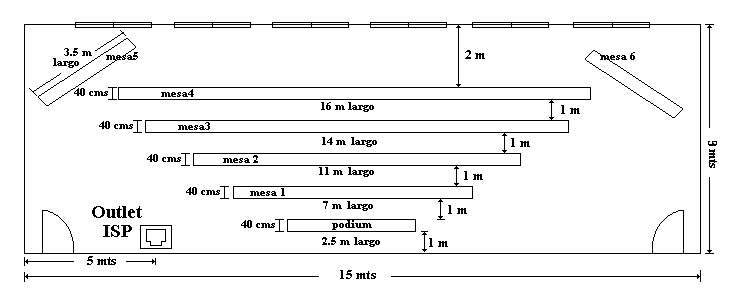 3.5 m
largo
mesa5
2 m
mesa 6
40 cms
mesa4
16 m largo
1 m
40 cms
mesa3
14 m largo
1 m
40 cms
mesa 2
11 m largo
1 m
40 cms
mesa 1
7 m largo
1 m
40 cms
podium
2.5 m largo
1 m
Outlet
ISP
9 mts
5 mts
15 mts